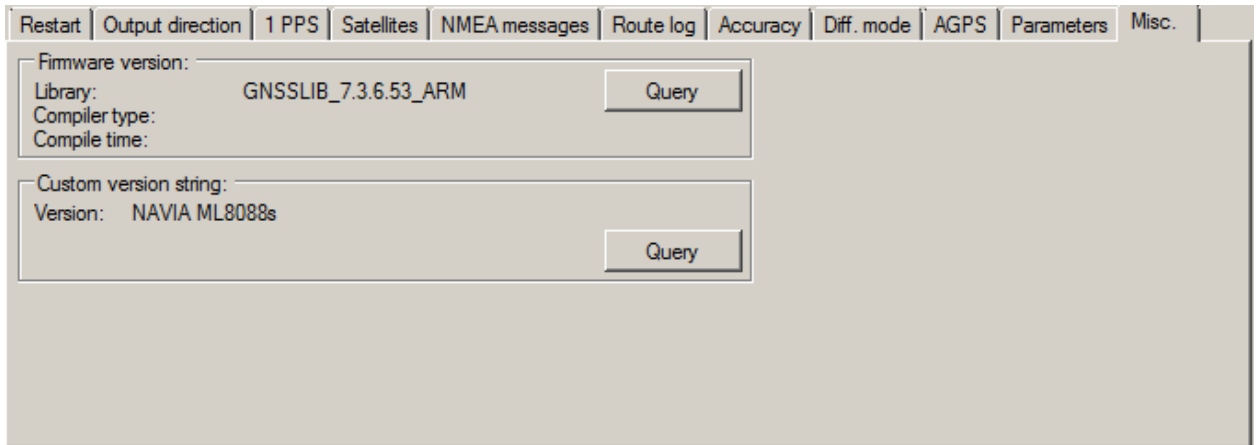 Restart Output direction 1 PPS Satellites NMEA messages Route log Accuracy Diff. mode AGPS Parameters Misc.
Firmware version:
Library: GNSSLIB_7.3.6.53_ARM Query
Compiler type:
Compile time:
Custom version string:
Version: NAVIA ML8088s
Query